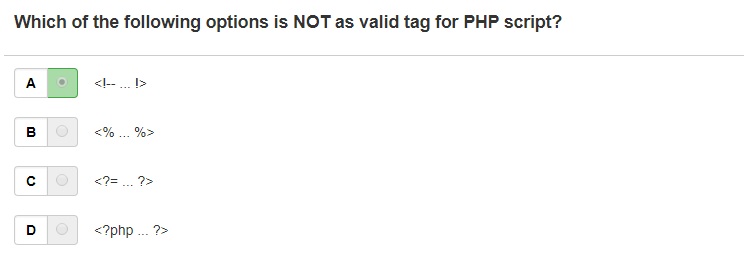 Which of the following options is NOT as valid tag for PHP script?
A <!-- ... !>
B <% ... %>
C <?= ... ?>
D <?php ... ?>